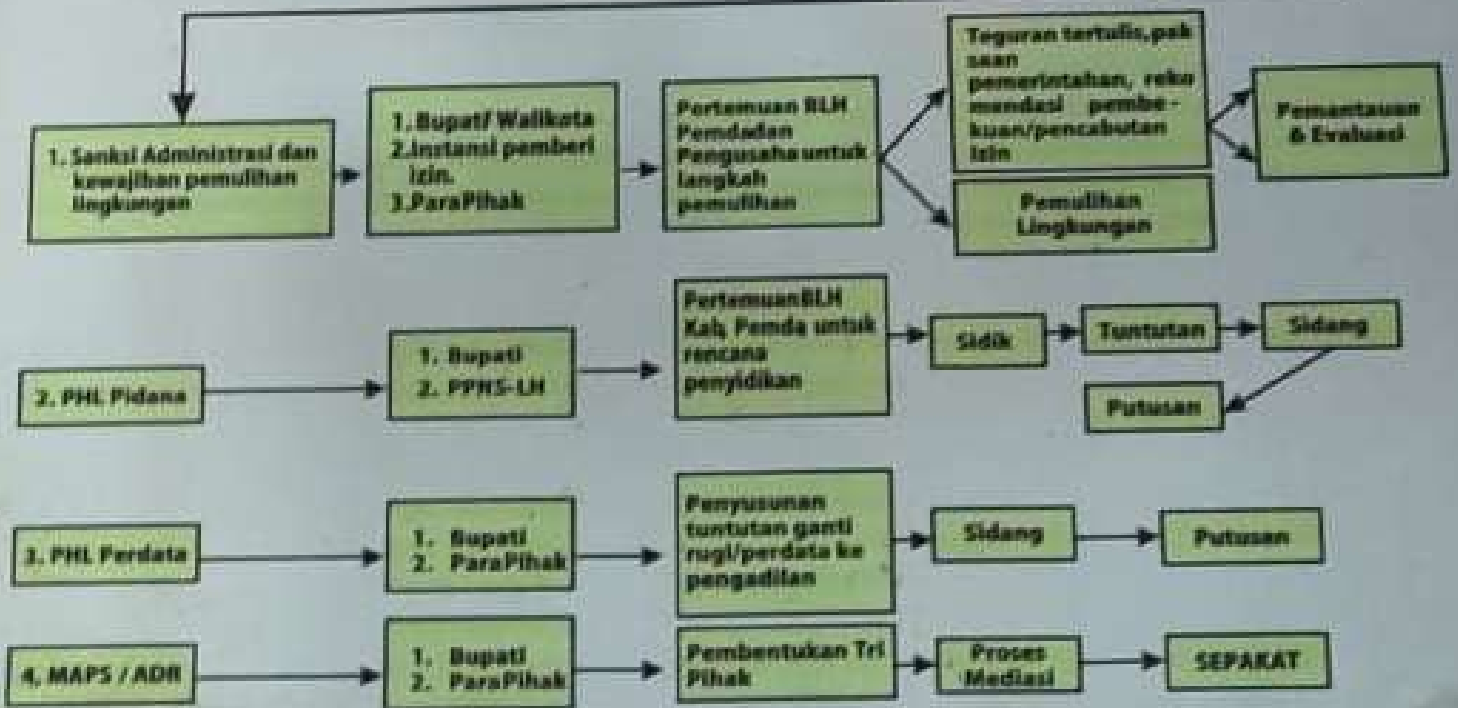 1. Sanksi Administrasi dan
kewajiban pemulihan
lingkungan
1. Bupati/ Walikota
2.Instansi pemberi
izin.
3.ParaPihak
Pertemuan BLH
Pemdadan
Pengusaha untuk
langkah
pemulihan
Teguran tertulis,pak
saan
pemerintahan, reko
mendasi pembe -
kuan/pencabutan
izin
Pemulihan
Lingkungan
Pemantauan
& Evaluasi
2. PHL Pidana
1. Bupati
2. PPNS-LH
PertemuanBLH
Kab, Pemda untuk
rencana
penyidikan
Sidik
Tuntutan
Sidang
Putusan
3. PHL Perdata
1. Bupati
2. ParaPihak
Penyusunan
tuntutan ganti
rugi/perdata ke
pengadilan
Sidang
Putusan
4. MAPS / ADR
1. Bupati
2. ParaPihak
Pembentukan Tri
Pihak
Proses
Mediasi
SEPAKAT